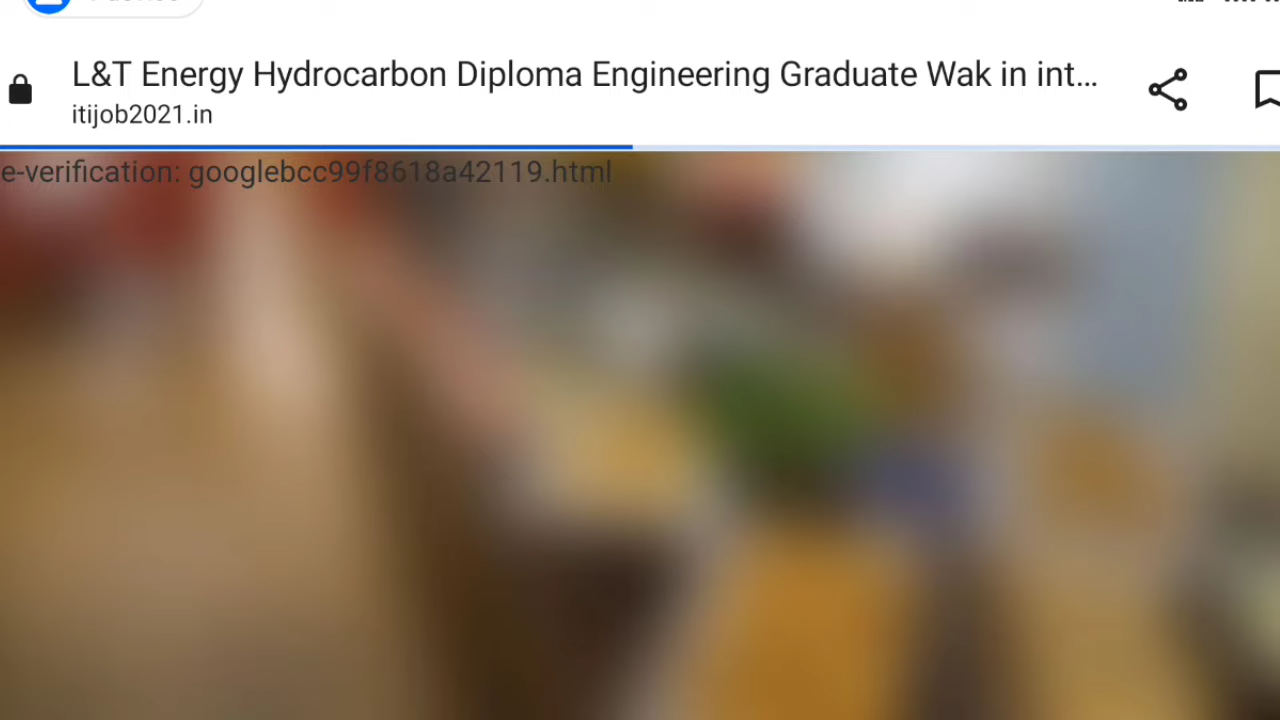 L&T Energy Hydrocarbon Diploma Engineering Graduate Wak in int...
itijob2021.in
e-verification: googlebcc99f8618a42119.html